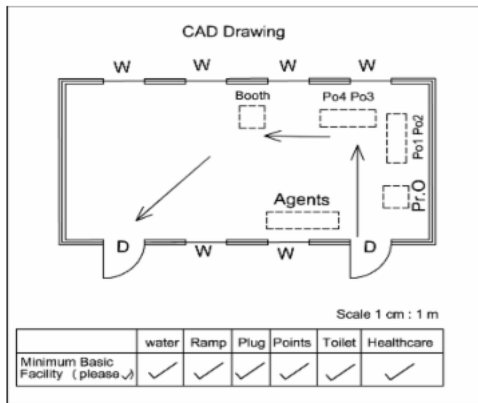 CAD Drawing
W W W W
Booth Po4 Po3
Po1 Po2
Pr.O
Agents
D W W D
Scale 1 cm : 1 m
water Ramp Plug Points Toilet Healthcare
Minimum Basic
Facility ( please ✓) ✓ ✓ ✓ ✓ ✓ ✓